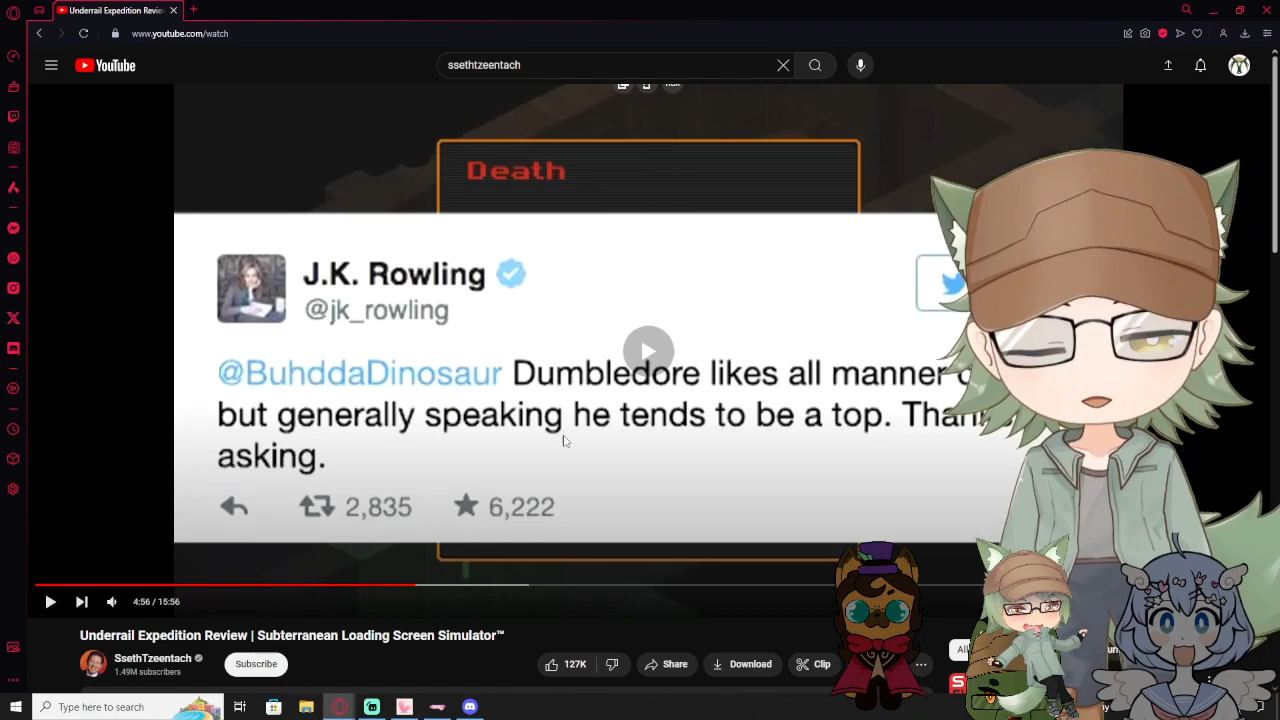 Underrail Expedition Revie
www.youtube.com/watch
YouTube
ssethtzeentach
Death
J.K. Rowling
@jk_rowling
@BuhddaDinosaur Dumbledore likes all manner
but generally speaking he tends to be a top.
asking.
2,835
6,222
4:56 / 15:56
Underrail Expedition Review | Subterranean Loading Screen Simulator™
SsethTzeentach
1.49M subscribers
Subscribe
127K
Share
Download
Clip
Type here to search